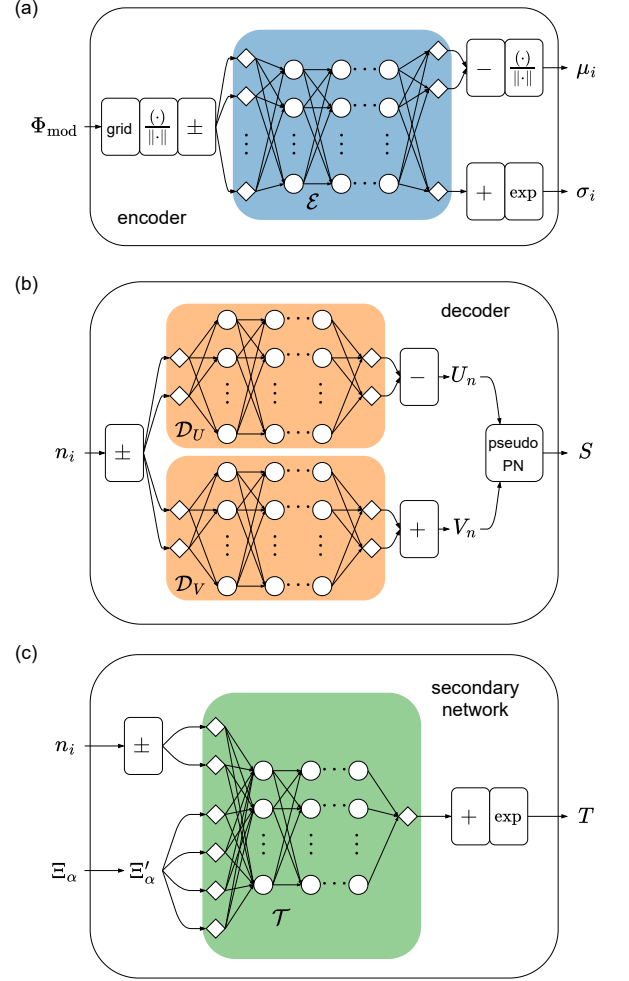 (a)
Φ_mod
grid
(·)/‖·‖
±
ℰ
−
(·)/‖·‖
μ_i
+
exp
σ_i
encoder
(b)
decoder
n_i
±
𝒟_U
−
U_n
pseudo
PN
S
𝒟_V
+
V_n
(c)
secondary
network
n_i
±
Ξ_α
Ξ′_α
𝒯
+
exp
T